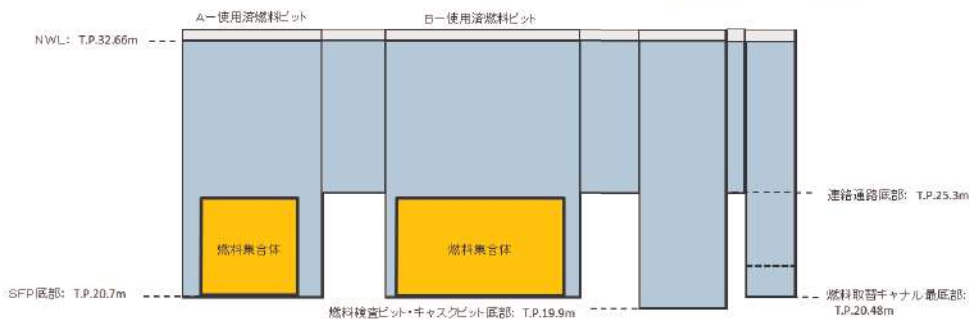 A－使用済燃料ピット
B－使用済燃料ピット
NWL: T.P.32.66m
連絡通路底部: T.P.25.3m
燃料集合体
燃料集合体
SFP底部: T.P.20.7m
燃料検査ピット・キャスクピット底部: T.P.19.9m
燃料取替キャナル最底部:
T.P.20.48m